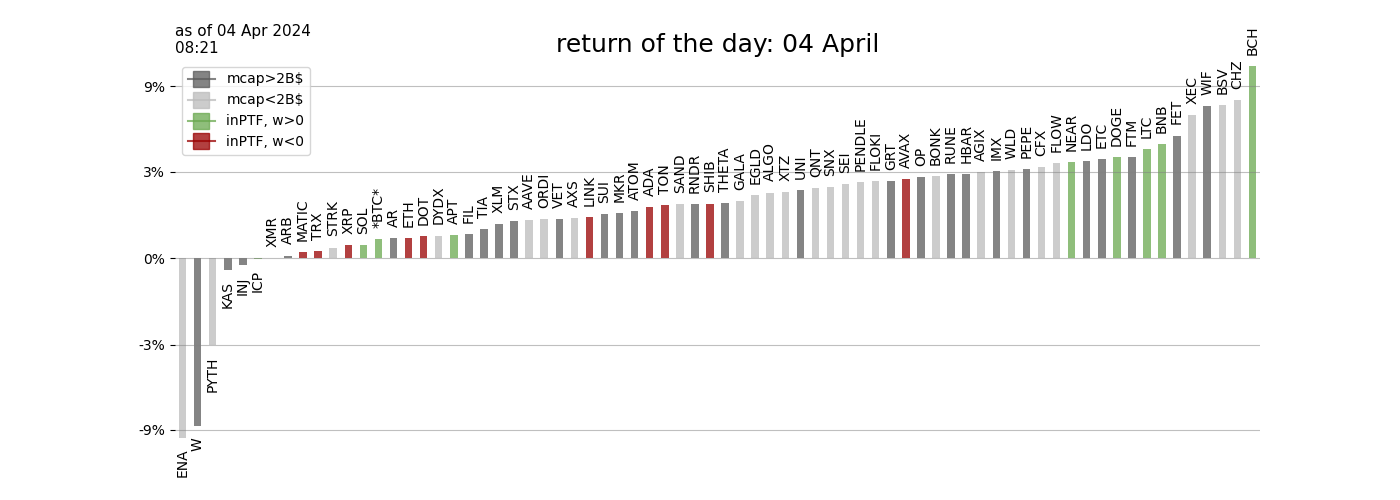 as of 04 Apr 2024
08:21
return of the day: 04 April
mcap>2B$
mcap<2B$
inPTF, w>0
inPTF, w<0
9%
3%
0%
-3%
-9%
ENA
W
PYTH
KAS
INJ
ICP
XMR
ARB
MATIC
TRX
STRK
XRP
SOL
*BTC*
AR
ETH
DOT
DYDX
APT
FIL
TIA
XLM
STX
AAVE
ORDI
VET
AXS
LINK
SUI
MKR
ATOM
ADA
TON
SAND
RNDR
SHIB
THETA
GALA
EGLD
ALGO
XTZ
UNI
QNT
SNX
SEI
PENDLE
FLOKI
GRT
AVAX
OP
BONK
RUNE
HBAR
AGIX
IMX
WLD
PEPE
CFX
FLOW
NEAR
LDO
ETC
DOGE
FTM
LTC
BNB
FET
XEC
WIF
BSV
CHZ
BCH